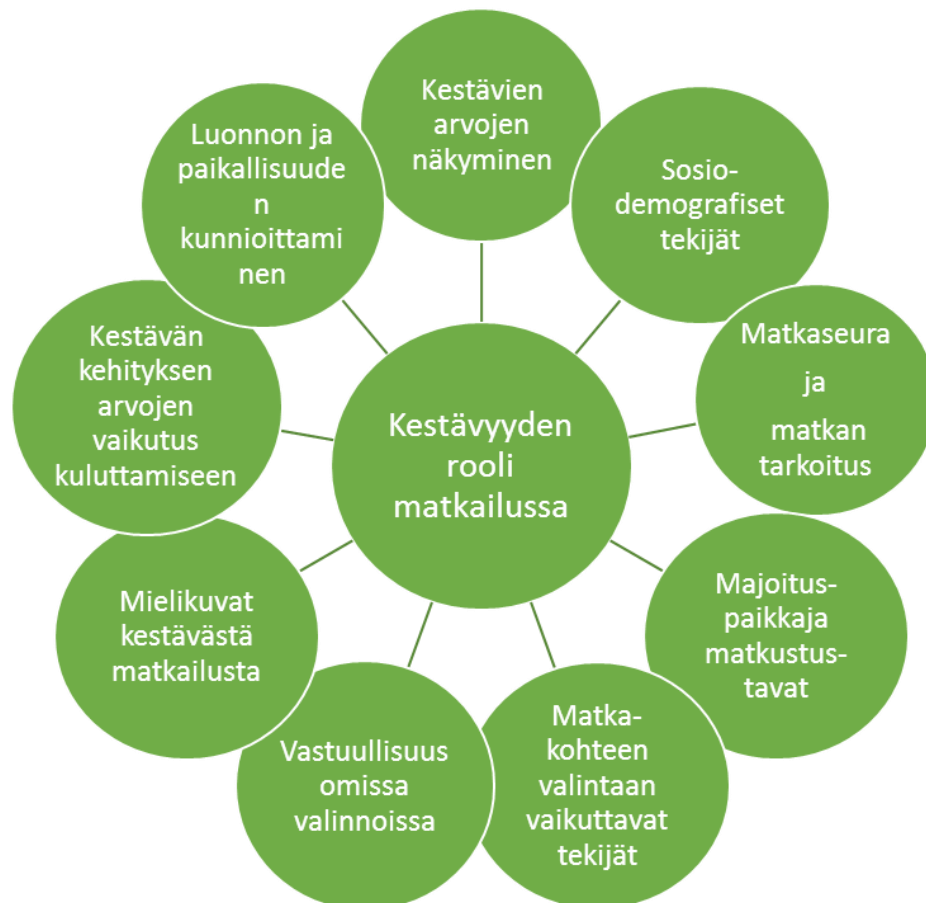 Kestävien
arvojen
näkyminen
Sosio-
demografiset
tekijät
Matkaseura
ja
matkan
tarkoitus
Majoitus-
paikkaja
matkustus-
tavat
Matka-
kohteen
valintaan
vaikuttavat
tekijät
Vastuullisuus
omissa
valinnoissa
Mielikuvat
kestävästä
matkailusta
Kestävän
kehityksen
arvojen
vaikutus
kuluttamiseen
Luonnon ja
paikallisuude
n
kunnioittami
nen
Kestävyyden
rooli
matkailussa